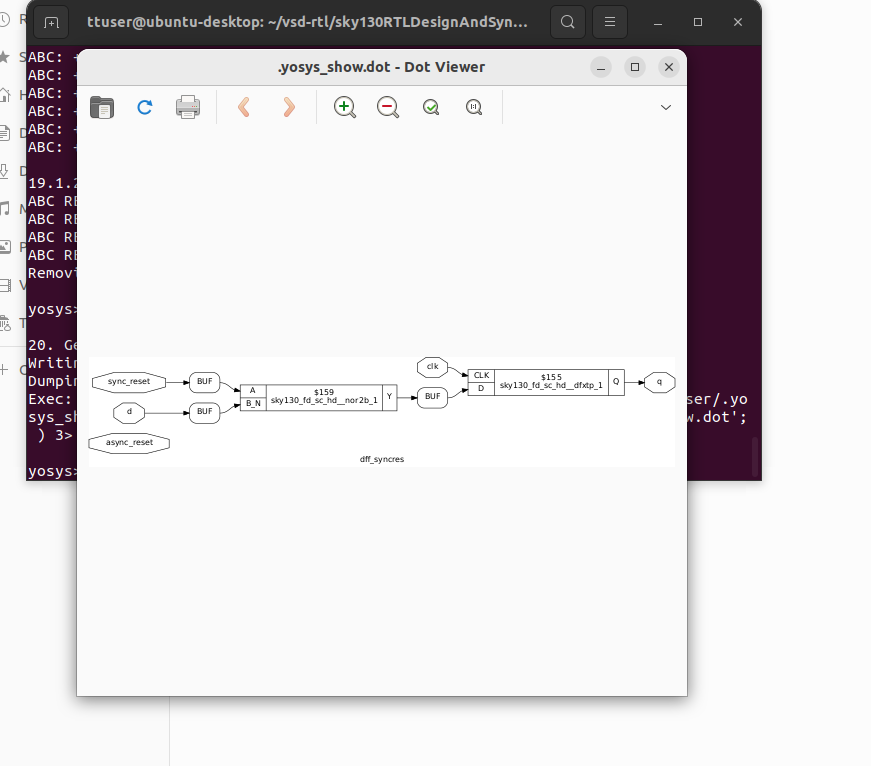 ttuser@ubuntu-desktop: ~/vsd-rtl/sky130RTLDesignAndSyn...
.yosys_show.dot - Dot Viewer
ABC: +
ABC: +
ABC: +
ABC: +
ABC: +
ABC: +
19.1.2
ABC RE
ABC RE
ABC RE
ABC RE
Removi
yosys>
20. Ge
Writin
Dumpin
Exec:
ser/.yo
sys_sh
w.dot';
) 3>
yosys>
sync_reset
BUF
d
BUF
async_reset
A
B_N
$159
sky130_fd_sc_hd__nor2b_1
Y
clk
BUF
CLK
D
$155
sky130_fd_sc_hd__dfxtp_1
Q
q
dff_syncres